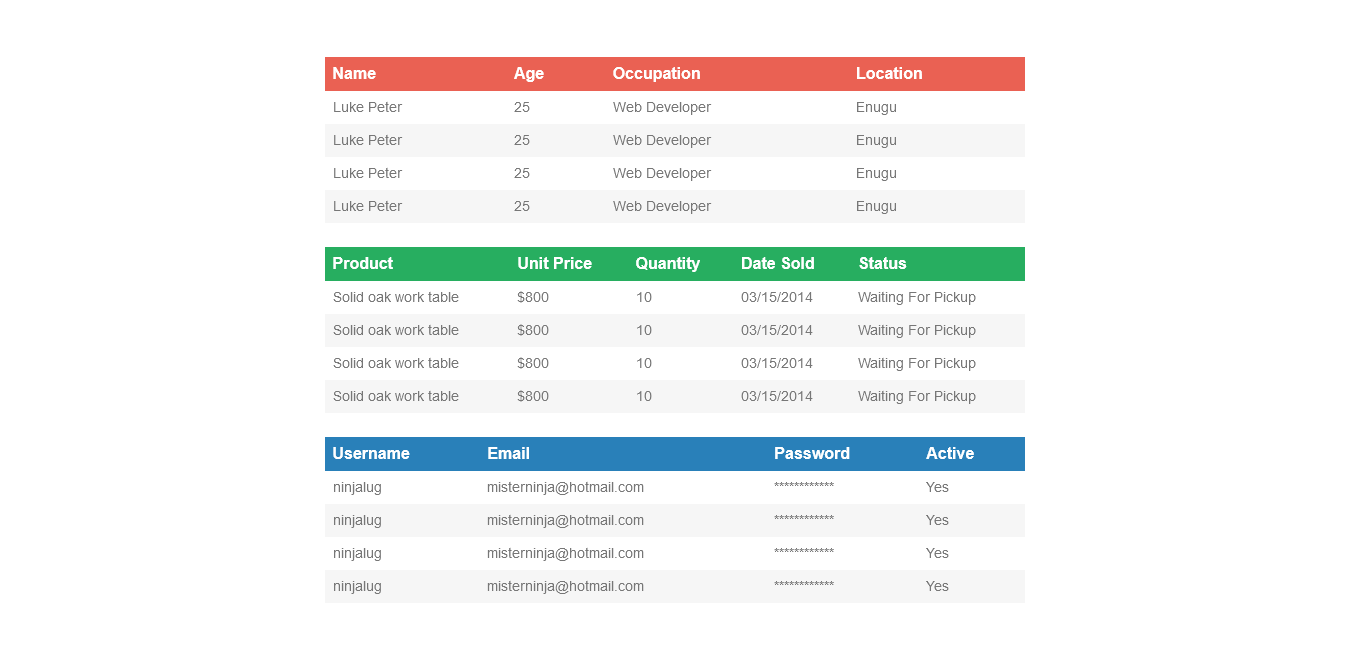 Name Age Occupation Location
Luke Peter 25 Web Developer Enugu
Luke Peter 25 Web Developer Enugu
Luke Peter 25 Web Developer Enugu
Luke Peter 25 Web Developer Enugu
Product Unit Price Quantity Date Sold Status
Solid oak work table $800 10 03/15/2014 Waiting For Pickup
Solid oak work table $800 10 03/15/2014 Waiting For Pickup
Solid oak work table $800 10 03/15/2014 Waiting For Pickup
Solid oak work table $800 10 03/15/2014 Waiting For Pickup
Username Email Password Active
ninjalug misterninja@hotmail.com ************ Yes
ninjalug misterninja@hotmail.com ************ Yes
ninjalug misterninja@hotmail.com ************ Yes
ninjalug misterninja@hotmail.com ************ Yes